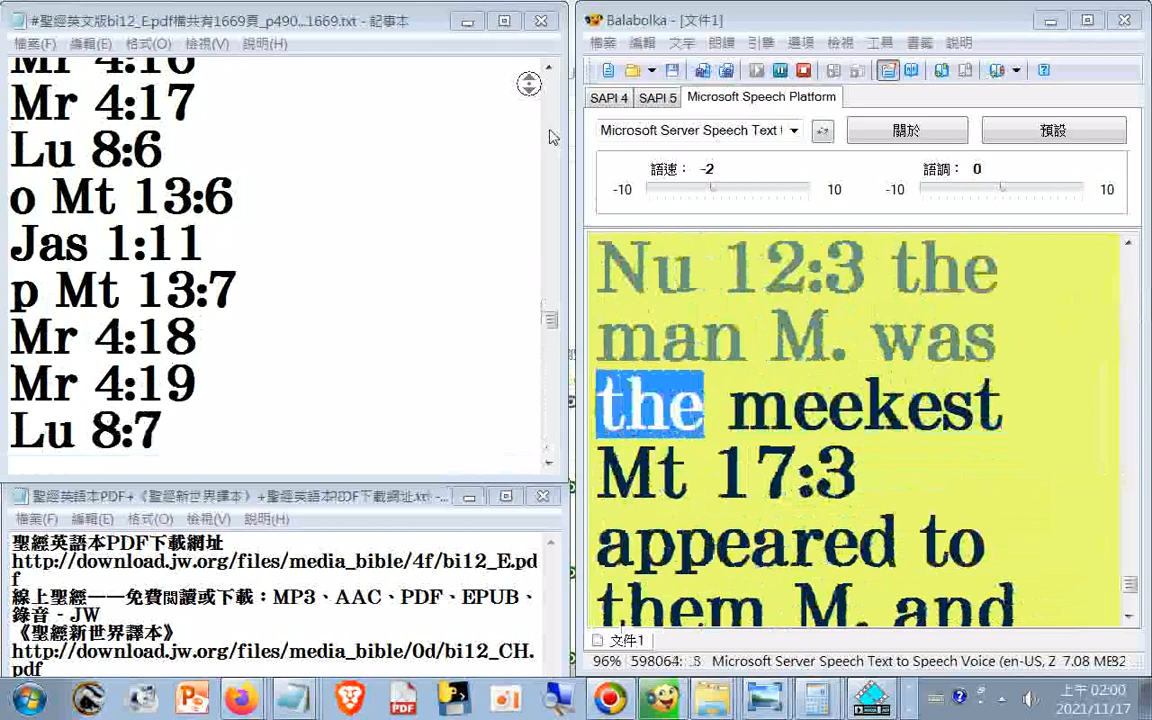 #聖經英文版bi12_E.pdf檔共有1669頁_p490...1669.txt - 記事本
檔案(F) 編輯(E) 格式(O) 檢視(V) 說明(H)
Mr 4:16
Mr 4:17
Lu 8:6
o Mt 13:6
Jas 1:11
p Mt 13:7
Mr 4:18
Mr 4:19
Lu 8:7
聖經英語本PDF+《聖經新世界譯本》+聖經英語本PDF下載網址.txt -...
檔案(F) 編輯(E) 格式(O) 檢視(V) 說明(H)
聖經英語本PDF下載網址
http://download.jw.org/files/media_bible/4f/bi12_E.pd
f
線上聖經——免費閱讀或下載：MP3、AAC、PDF、EPUB、
錄音 - JW
《聖經新世界譯本》
http://download.jw.org/files/media_bible/0d/bi12_CH.
pdf
Balabolka - [文件1]
檔案 編輯 文字 朗讀 引擎 選項 檢視 工具 書籤 說明
SAPI 4 SAPI 5 Microsoft Speech Platform
Microsoft Server Speech Text 關於 預設
語速： -2 語調： 0
-10 10 -10 10
Nu 12:3 the
man M. was
the meekest
Mt 17:3
appeared to
them M. and
文件1
96% Microsoft Server Speech Text to Speech Voice (en-US, Z 7.08 MB
PDF
上午 02:00
2021/11/17